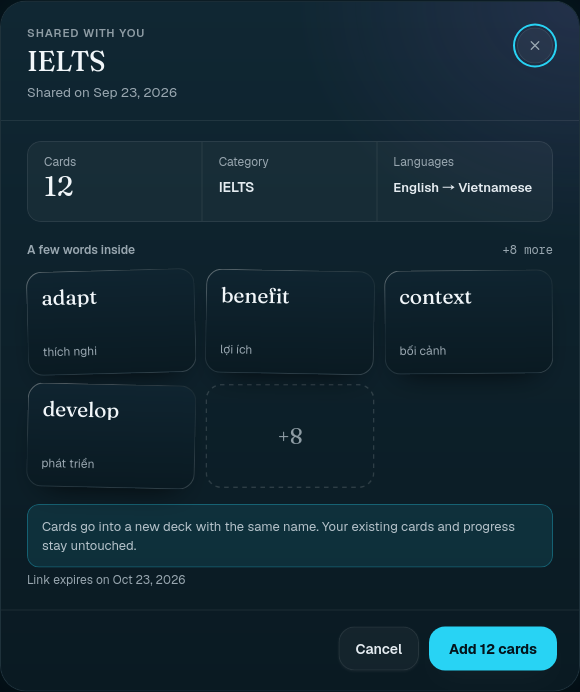 SHARED WITH YOU
IELTS
Shared on Sep 23, 2026
Cards
12
Category
IELTS
Languages
English → Vietnamese
A few words inside
+8 more
adapt
thích nghi
benefit
lợi ích
context
bối cảnh
develop
phát triển
+8
Cards go into a new deck with the same name. Your existing cards and progress
stay untouched.
Link expires on Oct 23, 2026
Cancel
Add 12 cards